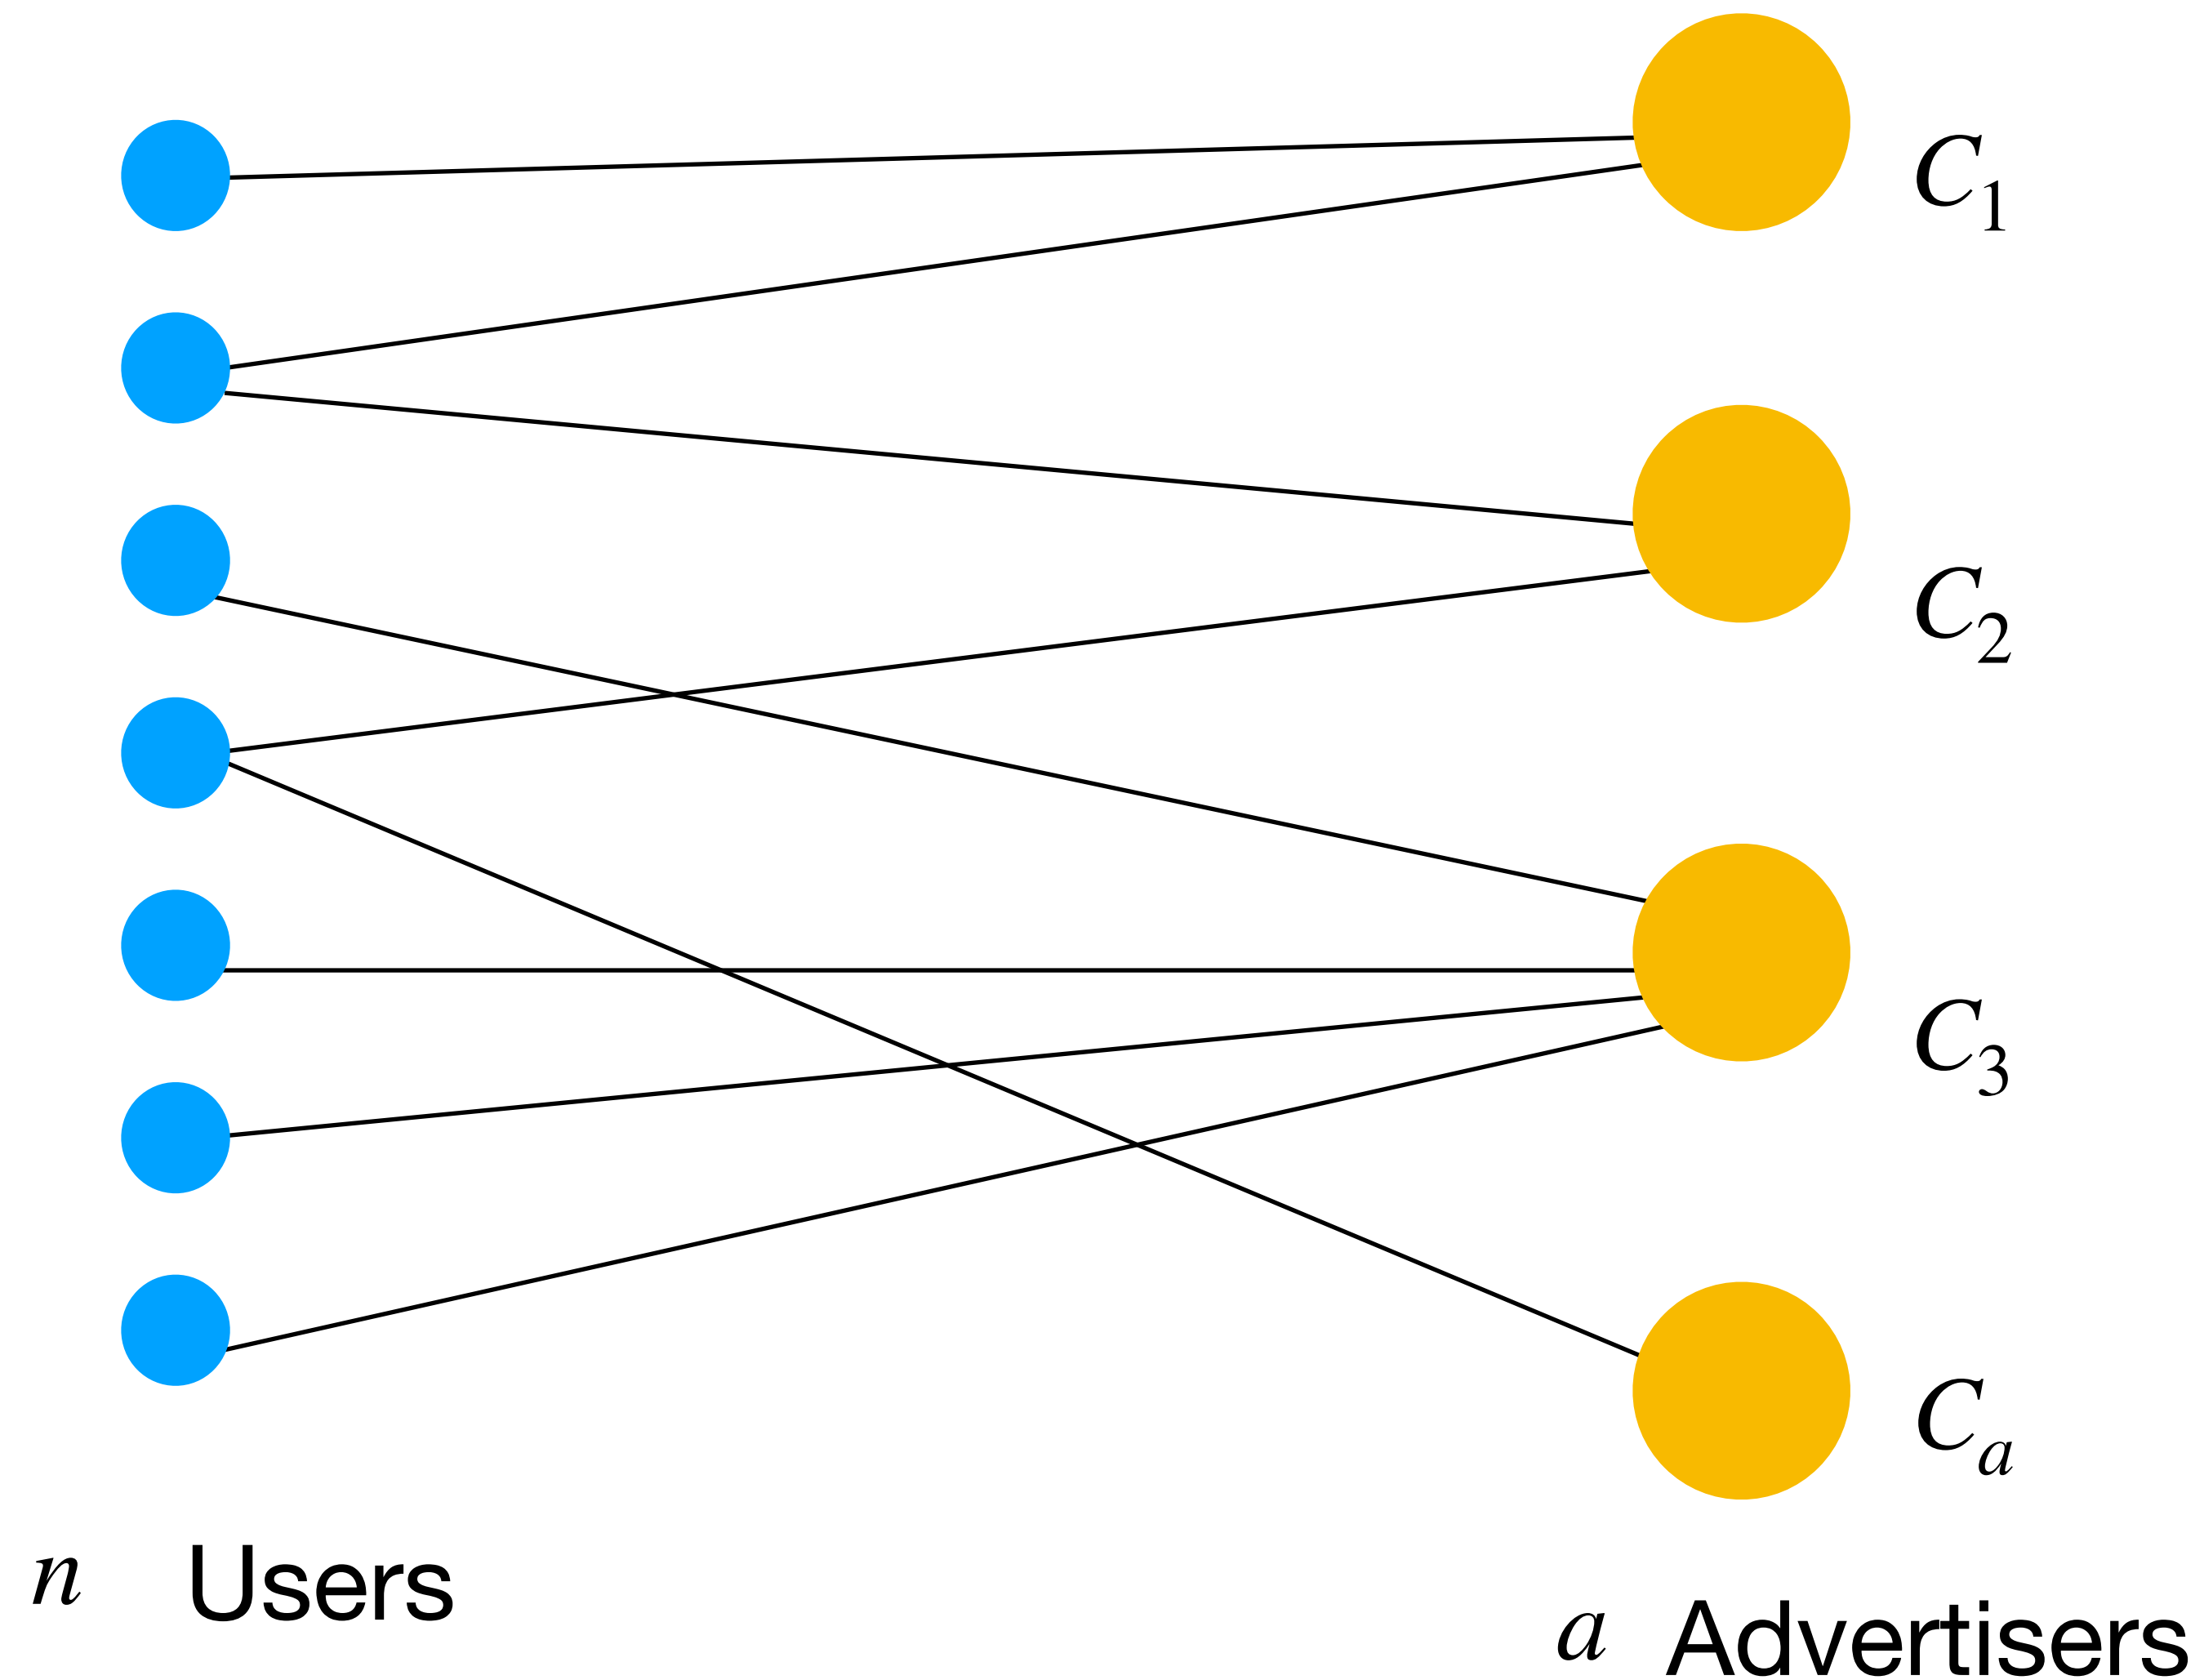 C₁
C₂
C₃
Cₐ
n Users
a Advertisers